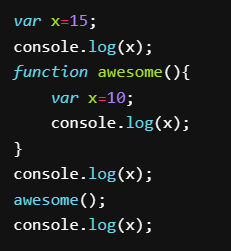 var x=15;
console.log(x);
function awesome(){
    var x=10;
    console.log(x);
}
console.log(x);
awesome();
console.log(x);